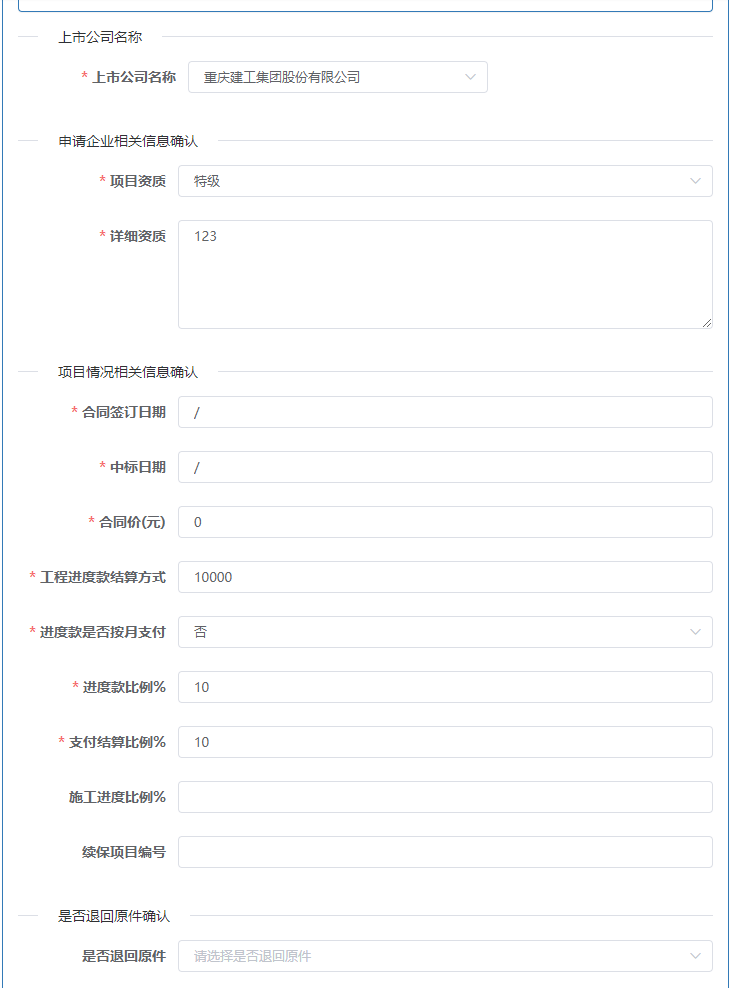 上市公司名称
* 上市公司名称 重庆建工集团股份有限公司
申请企业相关信息确认
* 项目资质 特级
* 详细资质 123
项目情况相关信息确认
* 合同签订日期 /
* 中标日期 /
* 合同价(元) 0
* 工程进度款结算方式 10000
* 进度款是否按月支付 否
* 进度款比例% 10
* 支付结算比例% 10
施工进度比例%
续保项目编号
是否退回原件确认
是否退回原件 请选择是否退回原件